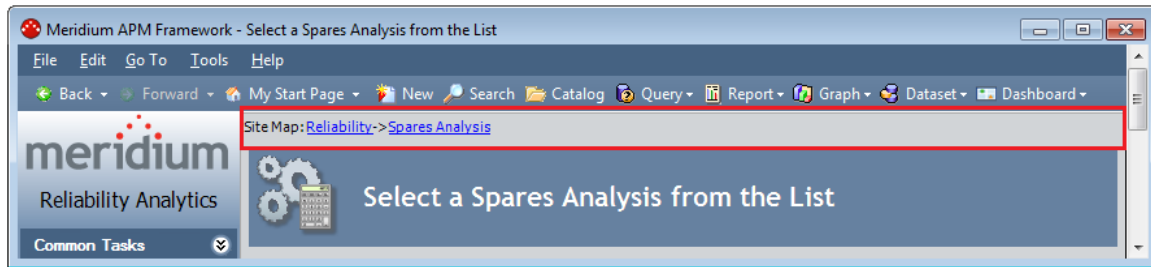 Meridium APM Framework - Select a Spares Analysis from the List
File Edit Go To Tools Help
Back Forward My Start Page New Search Catalog Query Report Graph Dataset Dashboard
Site Map: Reliability->Spares Analysis
meridium
Reliability Analytics
Select a Spares Analysis from the List
Common Tasks